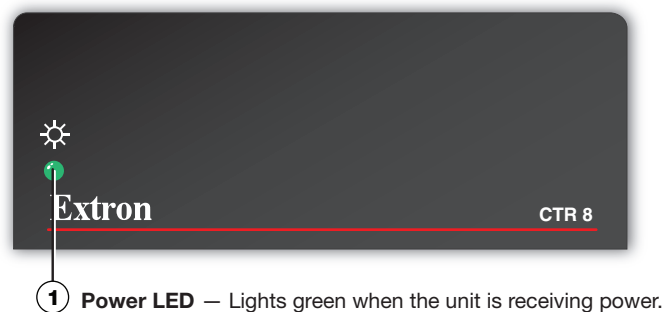 Extron
CTR 8
1 Power LED — Lights green when the unit is receiving power.